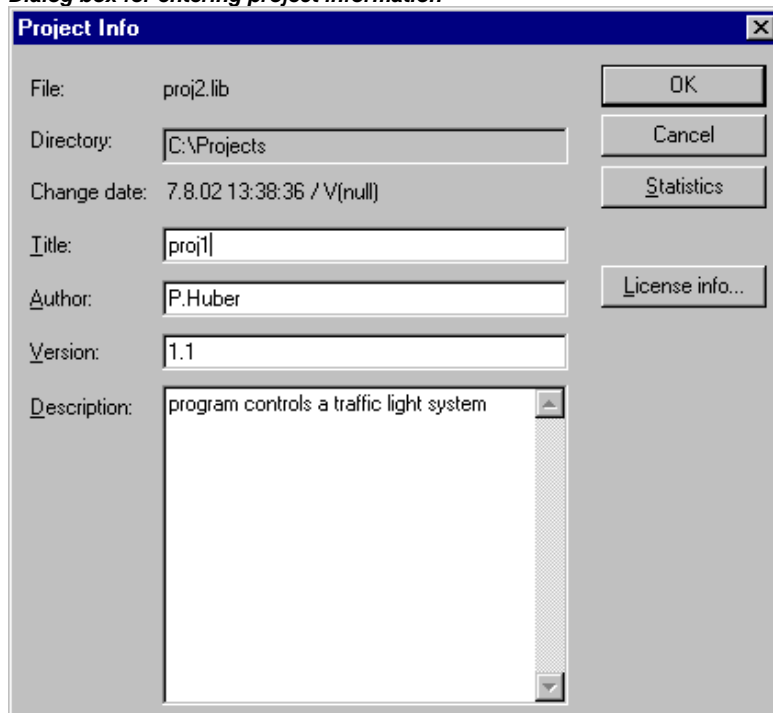 Dialog box for entering project information
Project Info
File: proj2.lib
OK
Directory: C:\Projects
Cancel
Change date: 7.8.02 13:38:36 / V(null)
Statistics
Title: proj1
License info...
Author: P.Huber
Version: 1.1
Description: program controls a traffic light system